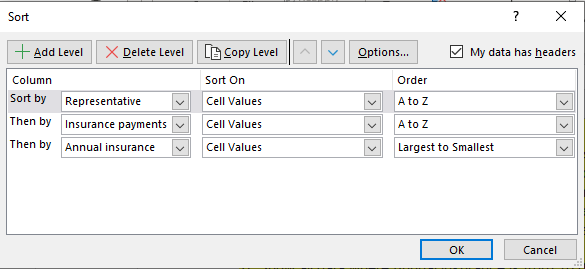 Sort
? ×
Add Level Delete Level Copy Level Options... My data has headers
Column Sort On Order
Sort by Representative Cell Values A to Z
Then by Insurance payments Cell Values A to Z
Then by Annual insurance Cell Values Largest to Smallest
OK Cancel